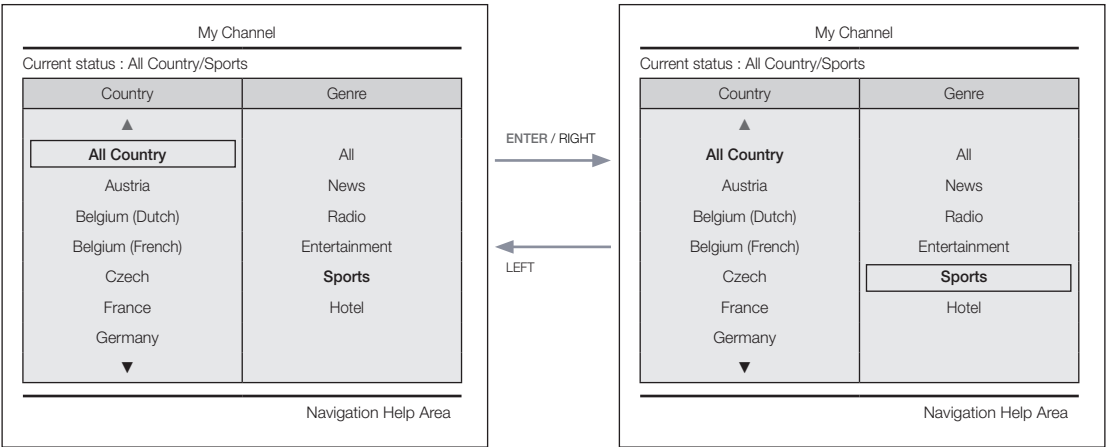 My Channel
Current status : All Country/Sports
Country Genre
▲
All Country All
Austria News
Belgium (Dutch) Radio
Belgium (French) Entertainment
Czech Sports
France Hotel
Germany
▼
Navigation Help Area
ENTER / RIGHT
LEFT
My Channel
Current status : All Country/Sports
Country Genre
▲
All Country All
Austria News
Belgium (Dutch) Radio
Belgium (French) Entertainment
Czech Sports
France Hotel
Germany
▼
Navigation Help Area